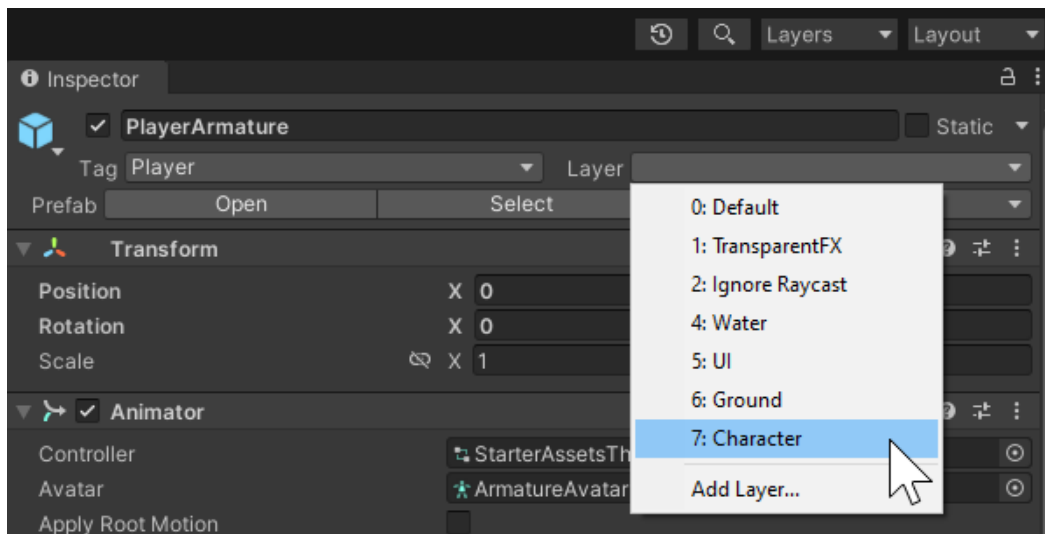 Layers Layout
Inspector
PlayerArmature Static
Tag Player Layer
Prefab Open Select
0: Default
1: TransparentFX
2: Ignore Raycast
4: Water
5: UI
6: Ground
7: Character
Add Layer...
Transform
Position X 0
Rotation X 0
Scale X 1
Animator
Controller StarterAssetsTh
Avatar ArmatureAvatar
Apply Root Motion